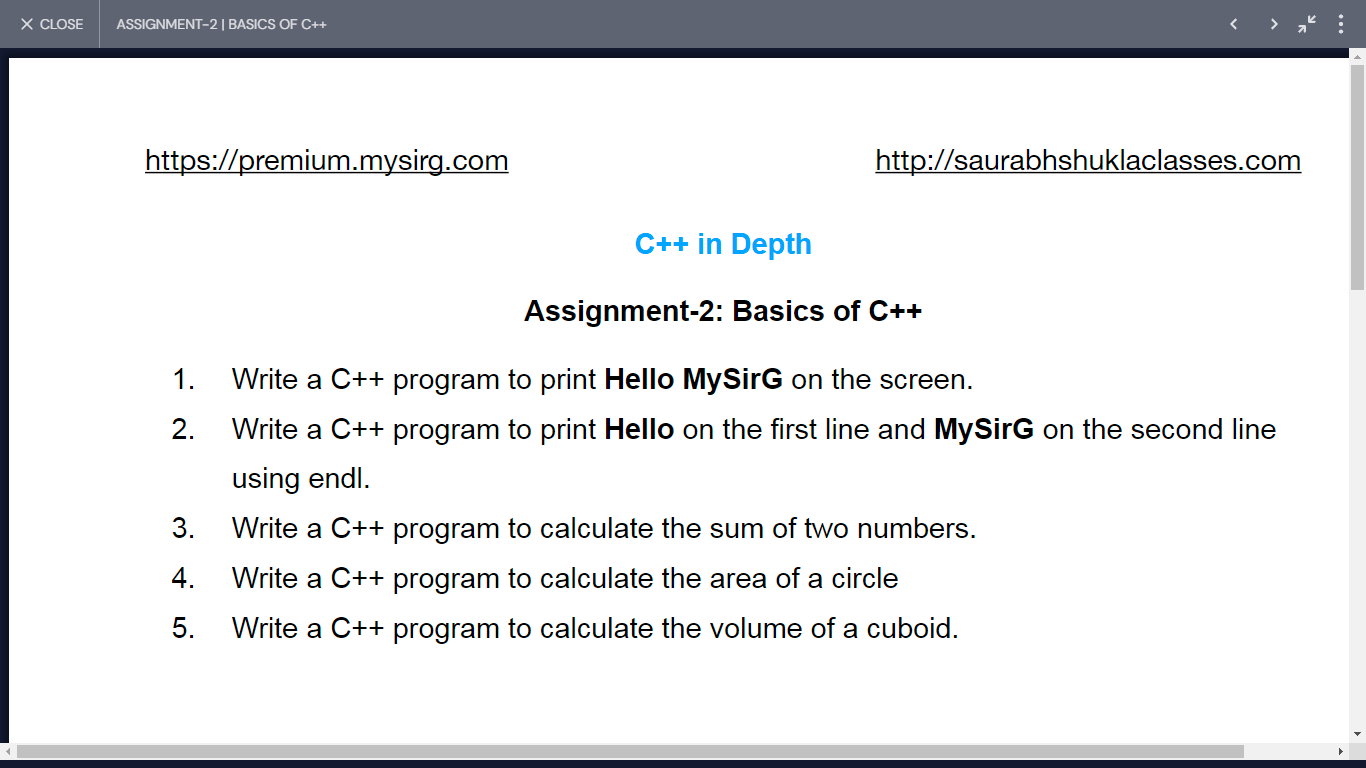 CLOSE
ASSIGNMENT-2 | BASICS OF C++
https://premium.mysirg.com
http://saurabhshuklaclasses.com
C++ in Depth
Assignment-2: Basics of C++
1. Write a C++ program to print Hello MySirG on the screen.
2. Write a C++ program to print Hello on the first line and MySirG on the second line
using endl.
3. Write a C++ program to calculate the sum of two numbers.
4. Write a C++ program to calculate the area of a circle
5. Write a C++ program to calculate the volume of a cuboid.